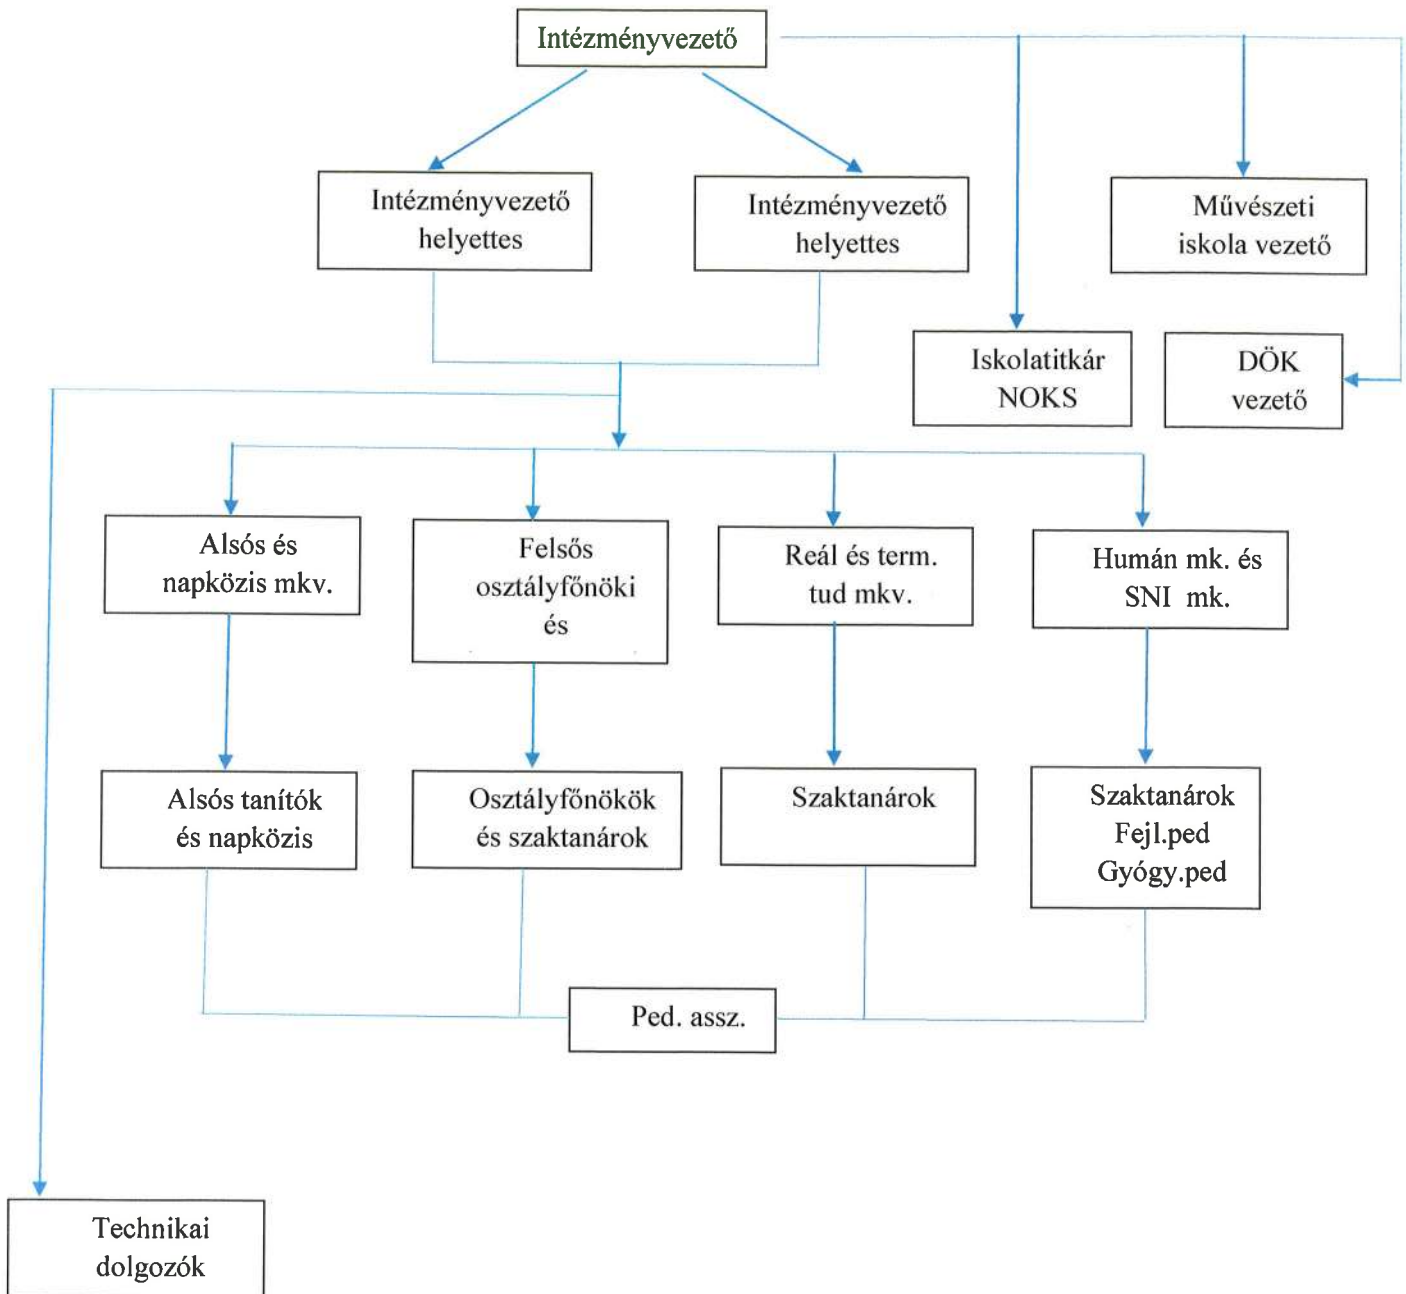 Intézményvezető
Intézményvezető
helyettes
Intézményvezető
helyettes
Művészeti
iskola vezető
Iskolatitkár
NOKS
DÖK
vezető
Alsós és
napközis mkv.
Felsős
osztályfőnöki
és
Reál és term.
tud mkv.
Humán mk. és
SNI mk.
Alsós tanítók
és napközis
Osztályfőnökök
és szaktanárok
Szaktanárok
Szaktanárok
Fejl.ped
Gyógy.ped
Ped. assz.
Technikai
dolgozók